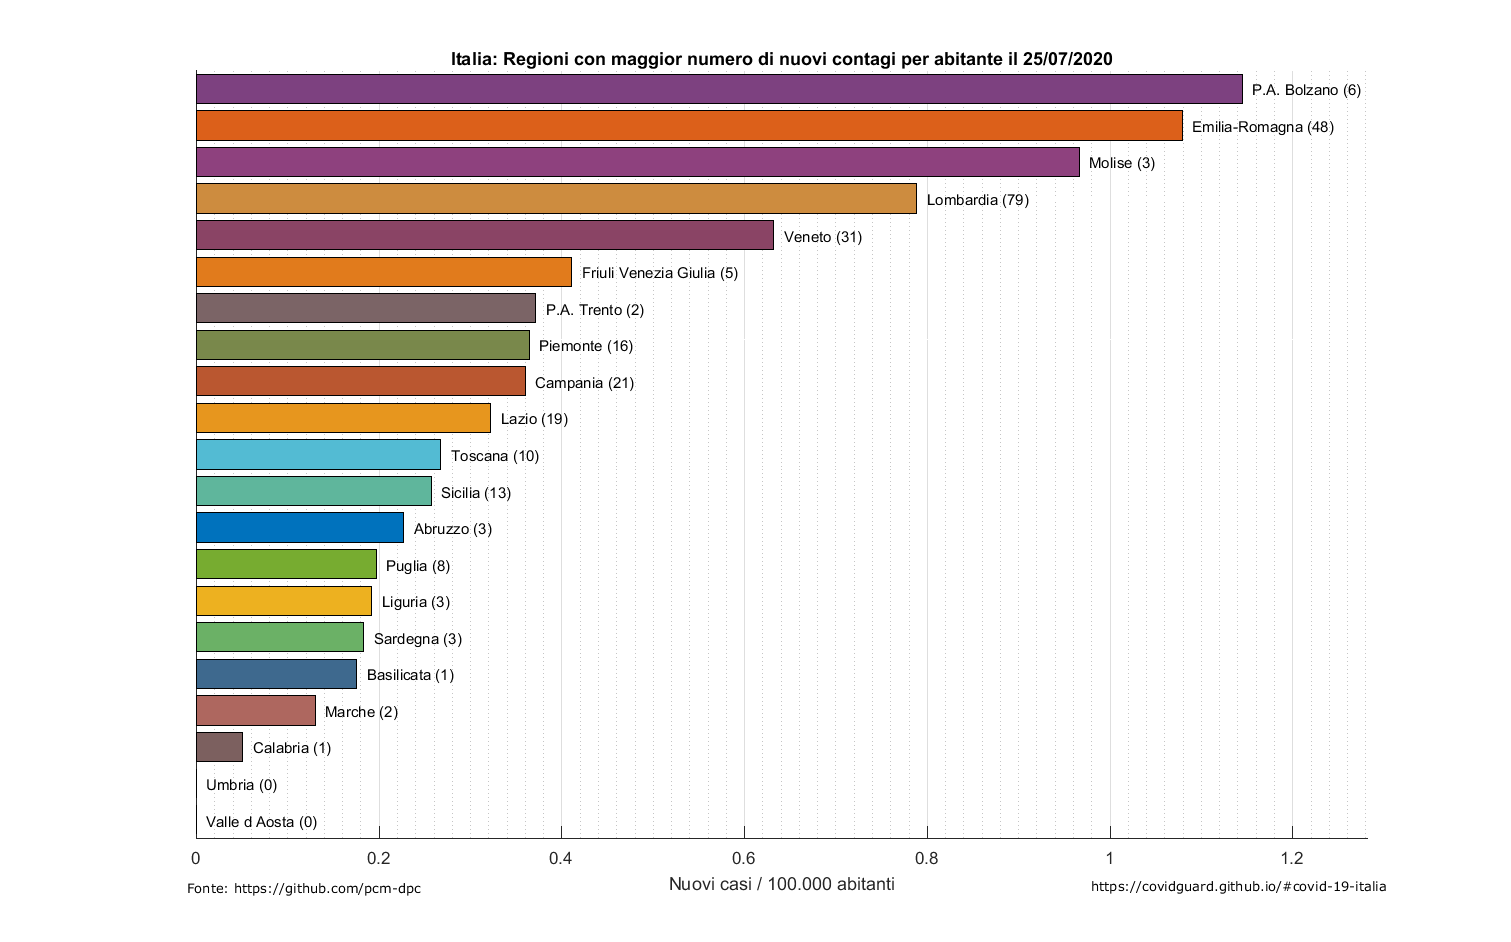 Italia: Regioni con maggior numero di nuovi contagi per abitante il 25/07/2020
P.A. Bolzano (6)
Emilia-Romagna (48)
Molise (3)
Lombardia (79)
Veneto (31)
Friuli Venezia Giulia (5)
P.A. Trento (2)
Piemonte (16)
Campania (21)
Lazio (19)
Toscana (10)
Sicilia (13)
Abruzzo (3)
Puglia (8)
Liguria (3)
Sardegna (3)
Basilicata (1)
Marche (2)
Calabria (1)
Umbria (0)
Valle d Aosta (0)
0 0.2 0.4 0.6 0.8 1 1.2
Nuovi casi / 100.000 abitanti
Fonte: https://github.com/pcm-dpc
https://covidguard.github.io/#covid-19-italia